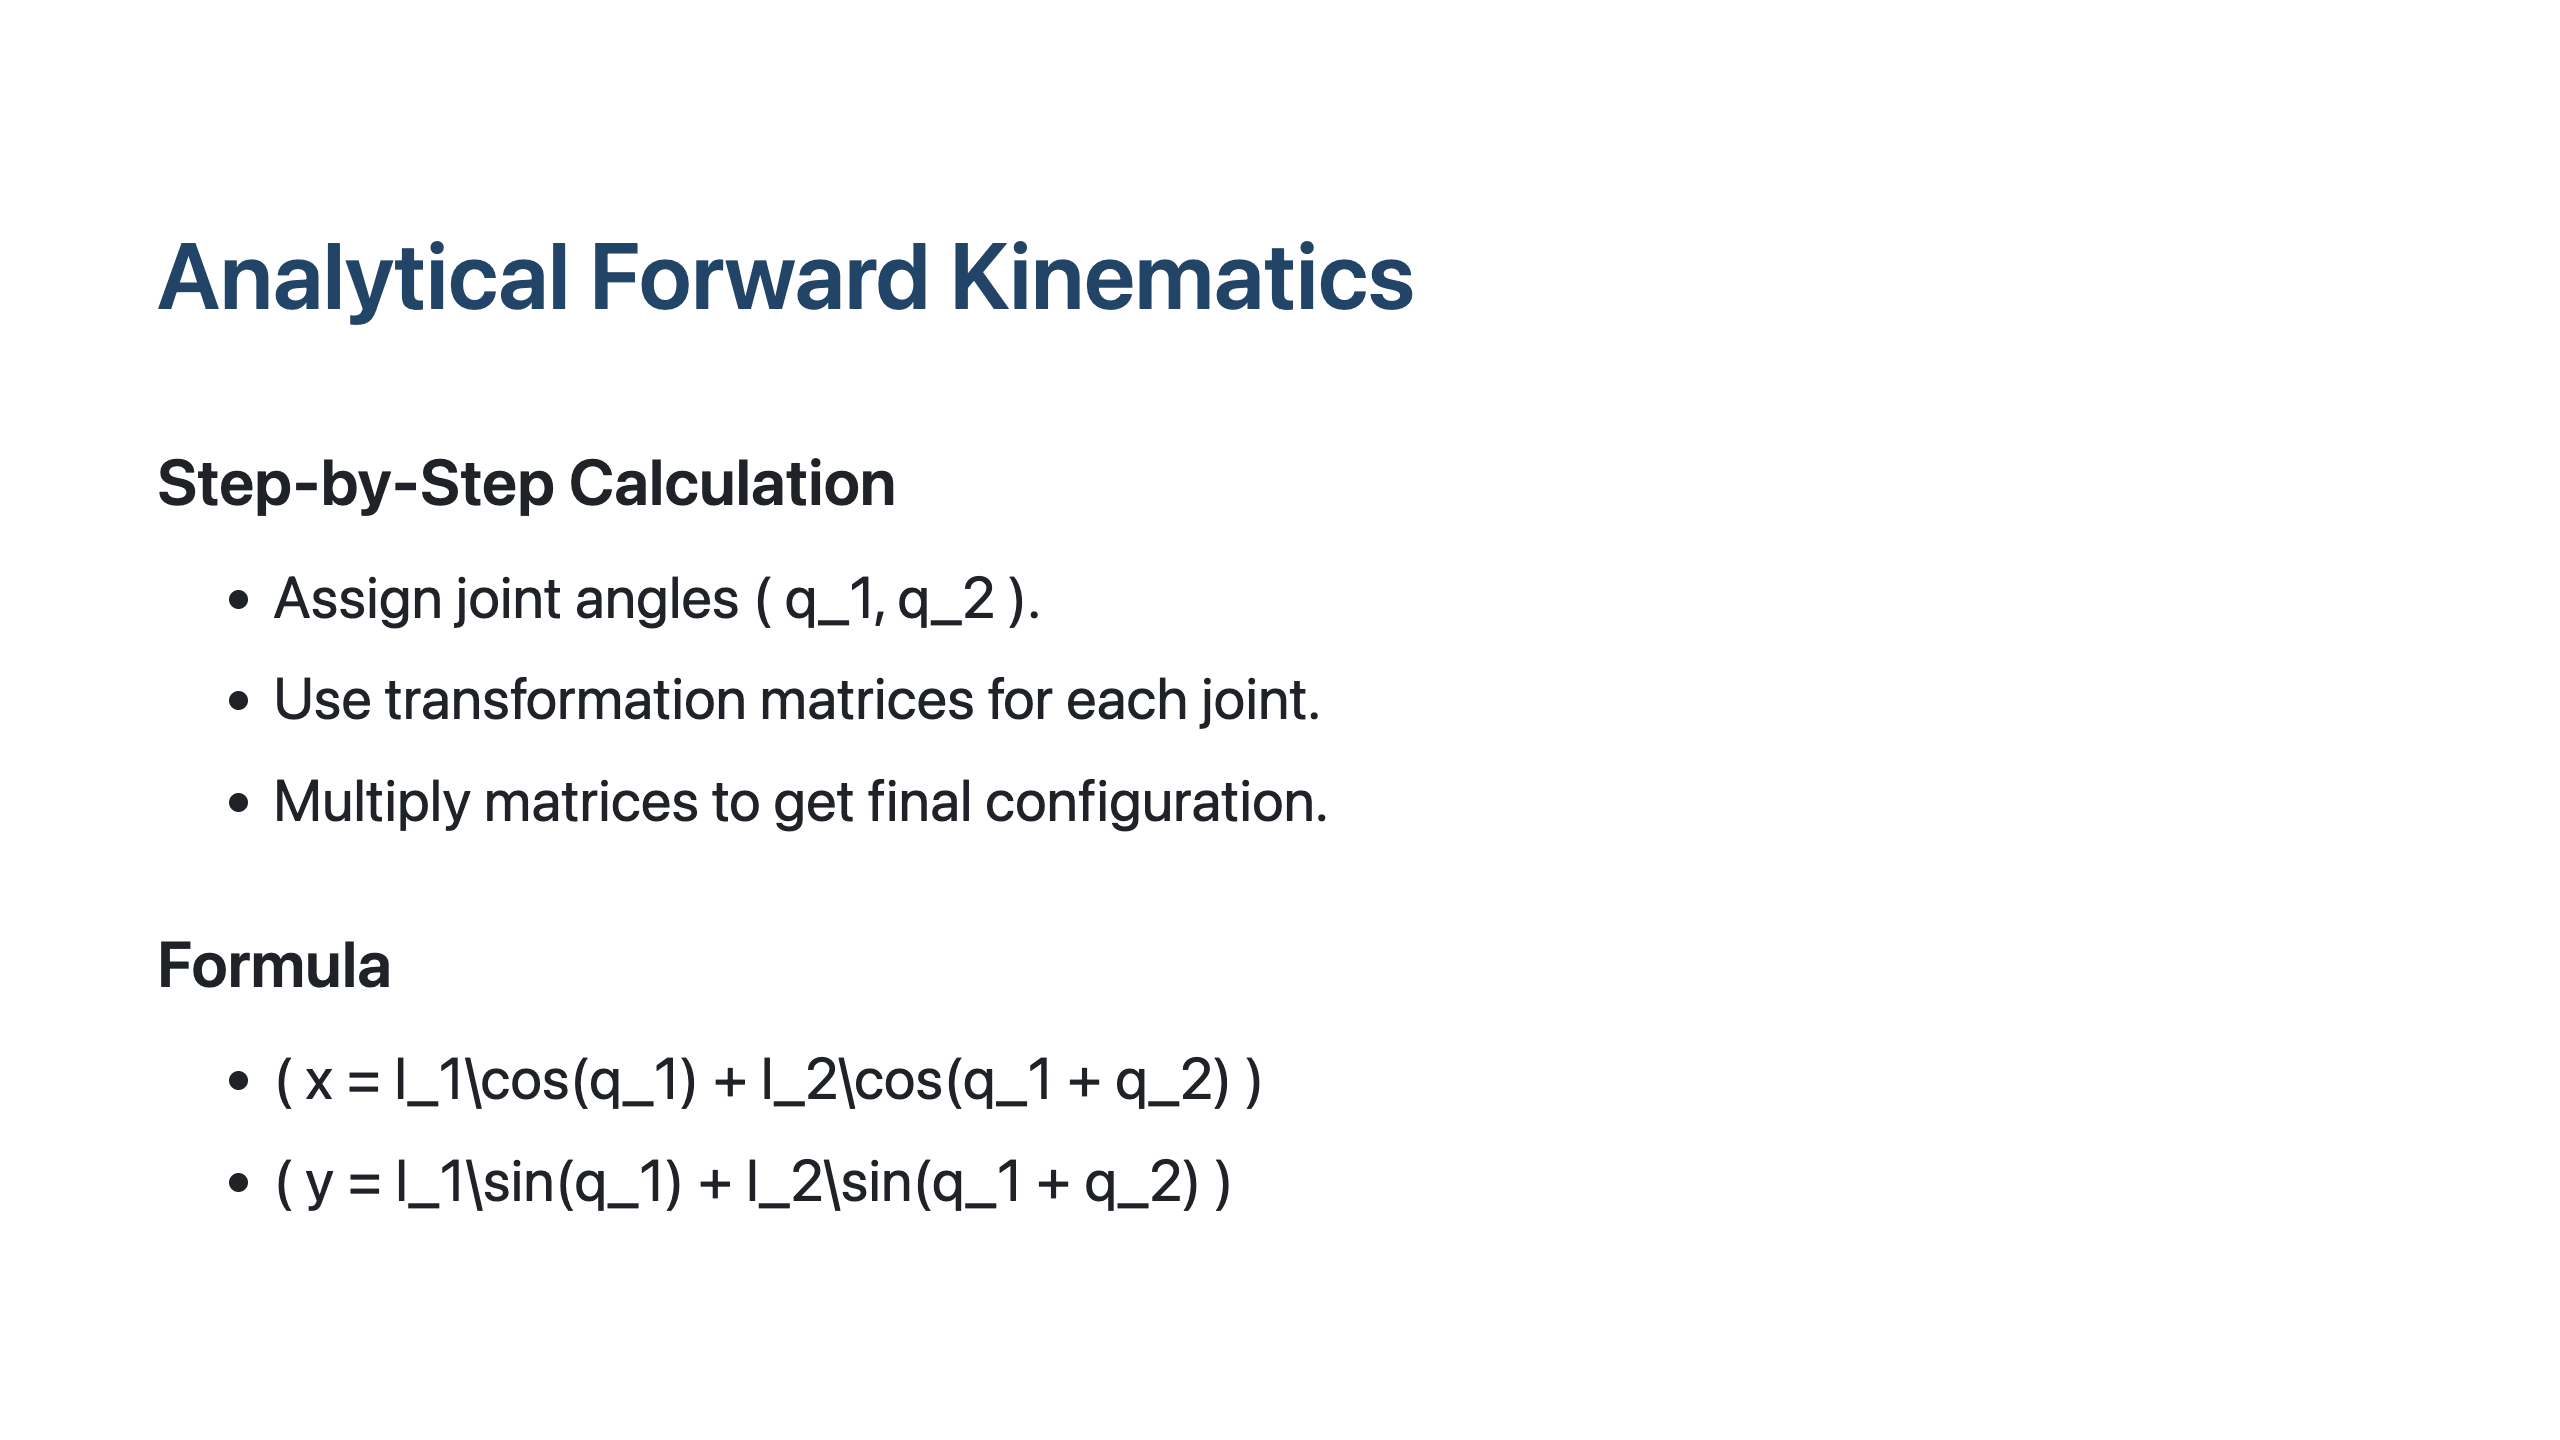 Analytical Forward Kinematics
Step-by-Step Calculation
• Assign joint angles ( q_1, q_2 ).
• Use transformation matrices for each joint.
• Multiply matrices to get final configuration.
Formula
• ( x = l_1\cos(q_1) + l_2\cos(q_1 + q_2) )
• ( y = l_1\sin(q_1) + l_2\sin(q_1 + q_2) )